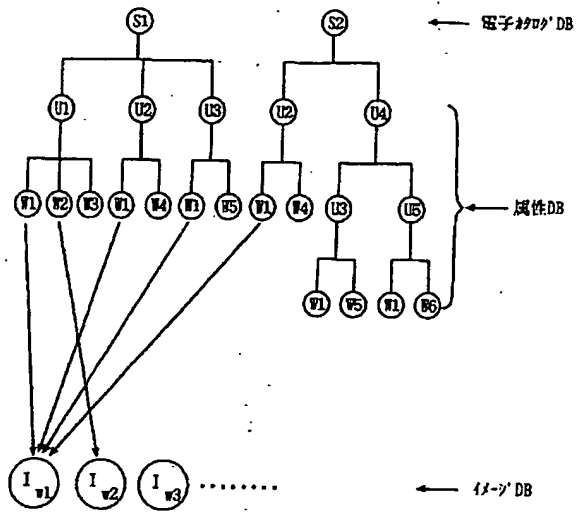 S1 S2 電子カタログDB
U1 U2 U3 U2 U4
W1 W2 W3 W1 W4 W1 W5 W1 W4 U3 U5 属性DB
W1 W5 W1 W6
Iw1 Iw2 Iw3 ········ イメージDB